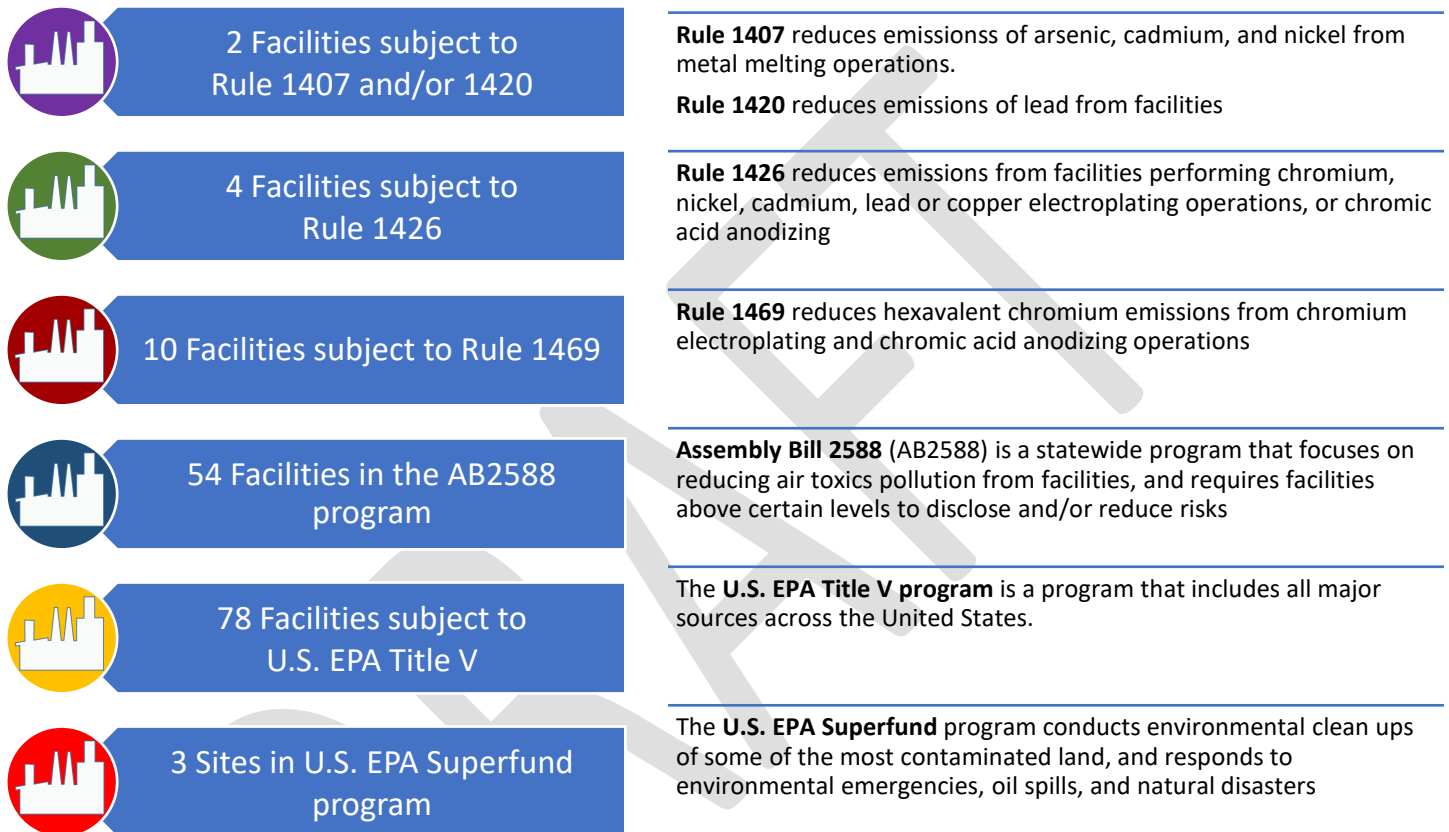 2 Facilities subject to
Rule 1407 and/or 1420
Rule 1407 reduces emissionss of arsenic, cadmium, and nickel from
metal melting operations.
Rule 1420 reduces emissions of lead from facilities
4 Facilities subject to
Rule 1426
Rule 1426 reduces emissions from facilities performing chromium,
nickel, cadmium, lead or copper electroplating operations, or chromic
acid anodizing
10 Facilities subject to Rule 1469
Rule 1469 reduces hexavalent chromium emissions from chromium
electroplating and chromic acid anodizing operations
54 Facilities in the AB2588
program
Assembly Bill 2588 (AB2588) is a statewide program that focuses on
reducing air toxics pollution from facilities, and requires facilities
above certain levels to disclose and/or reduce risks
78 Facilities subject to
U.S. EPA Title V
The U.S. EPA Title V program is a program that includes all major
sources across the United States.
3 Sites in U.S. EPA Superfund
program
The U.S. EPA Superfund program conducts environmental clean ups
of some of the most contaminated land, and responds to
environmental emergencies, oil spills, and natural disasters
DRAFT